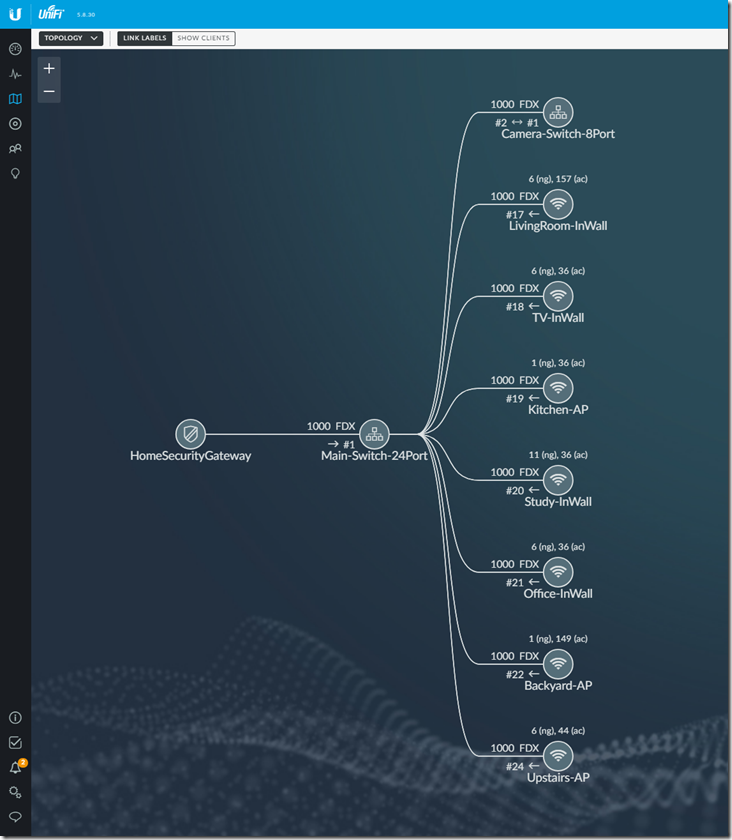 U UniFi 5.8.30
TOPOLOGY LINK LABELS SHOW CLIENTS
+
−
1000 FDX
#2 ↔ #1
Camera-Switch-8Port
6 (ng), 157 (ac)
1000 FDX
#17 ←
LivingRoom-InWall
6 (ng), 36 (ac)
1000 FDX
#18 ←
TV-InWall
1 (ng), 36 (ac)
1000 FDX
#19 ←
Kitchen-AP
HomeSecurityGateway
1000 FDX
→ #1
Main-Switch-24Port
11 (ng), 36 (ac)
1000 FDX
#20 ←
Study-InWall
6 (ng), 36 (ac)
1000 FDX
#21 ←
Office-InWall
1 (ng), 149 (ac)
1000 FDX
#22 ←
Backyard-AP
6 (ng), 44 (ac)
1000 FDX
#24 ←
Upstairs-AP
2